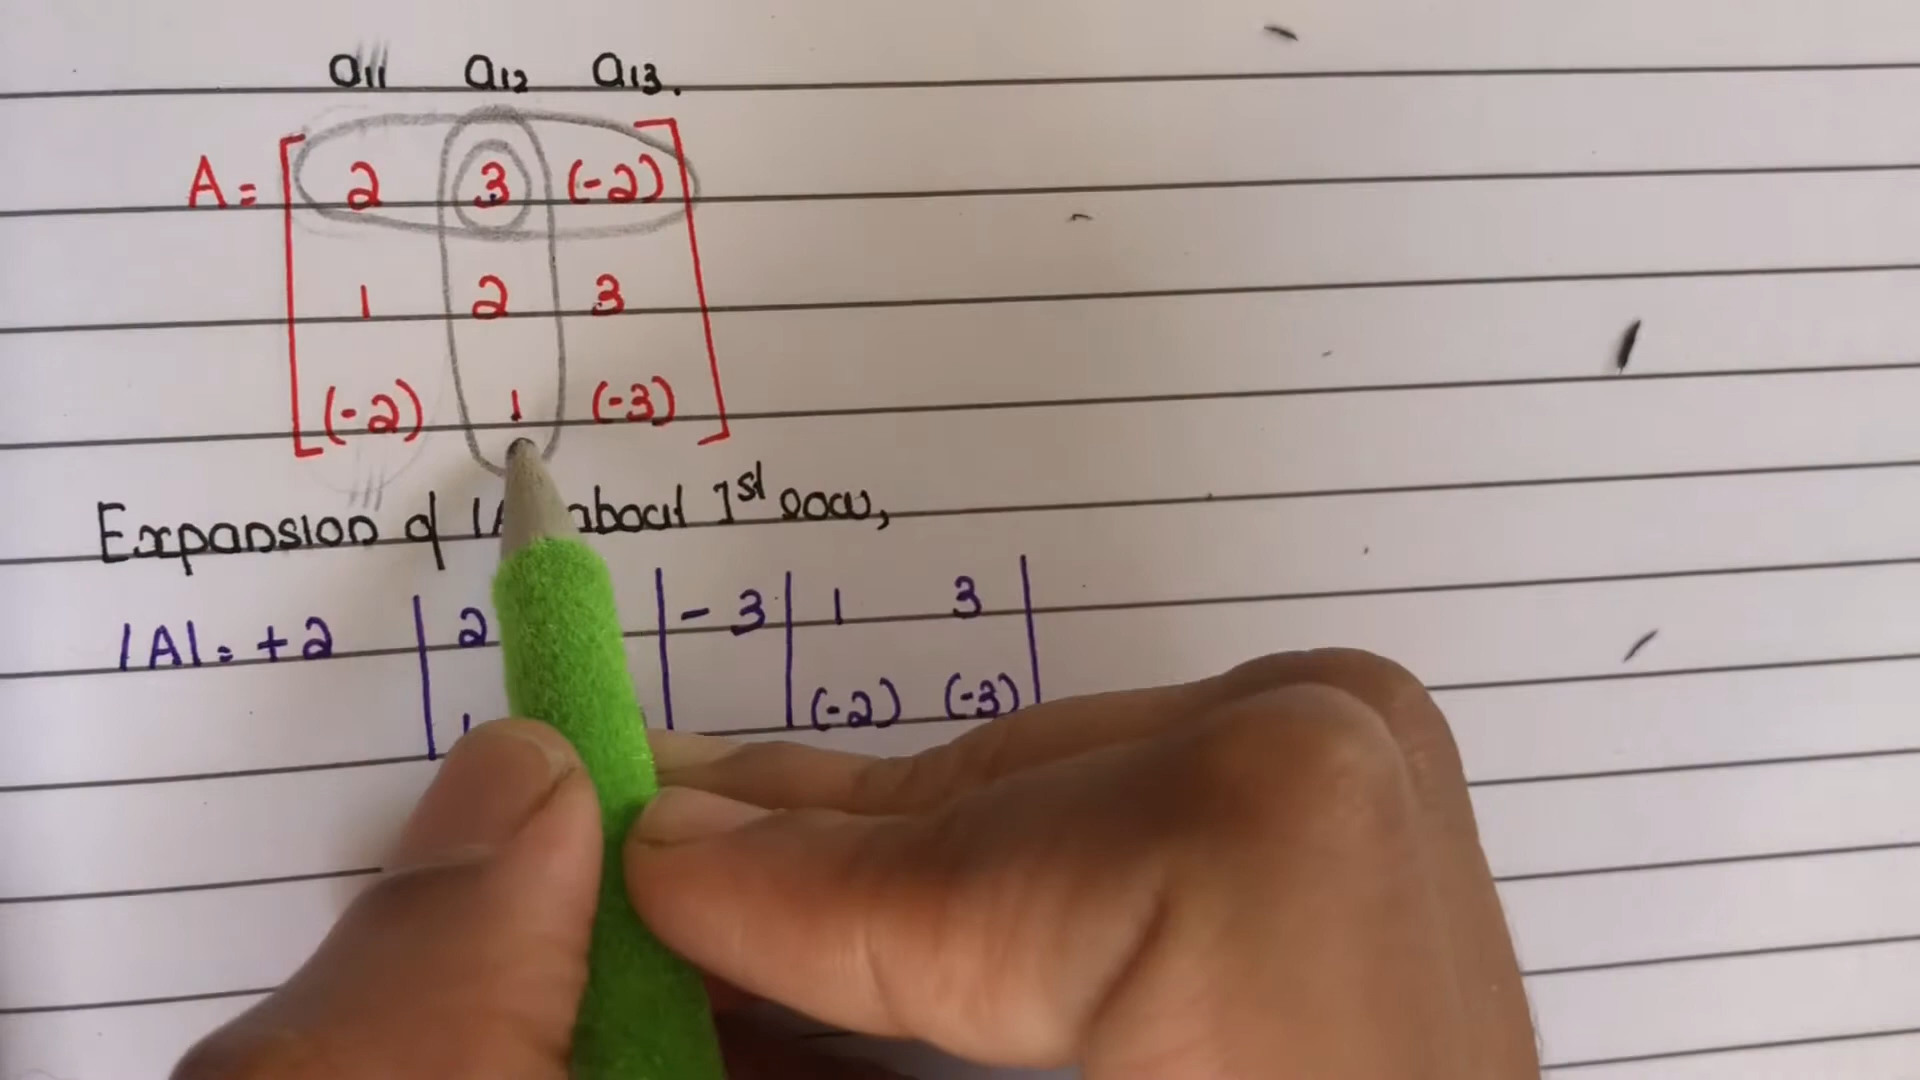 a11 a12 a13.
A = [ 2 3 (-2)
1 2 3
(-2) 1 (-3) ]
Expansion of about 1st row,
|A| = +2 | 2 | - 3 | 1 3 |
1 (-2) (-3)